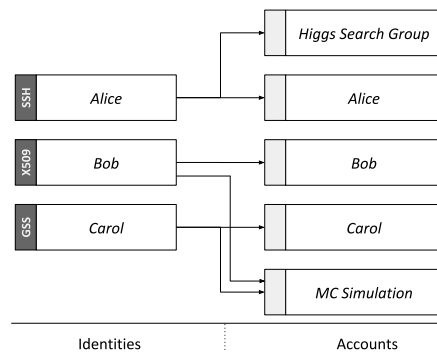 Higgs Search Group
SSH
Alice
Alice
X509
Bob
Bob
GSS
Carol
Carol
MC Simulation
Identities
Accounts